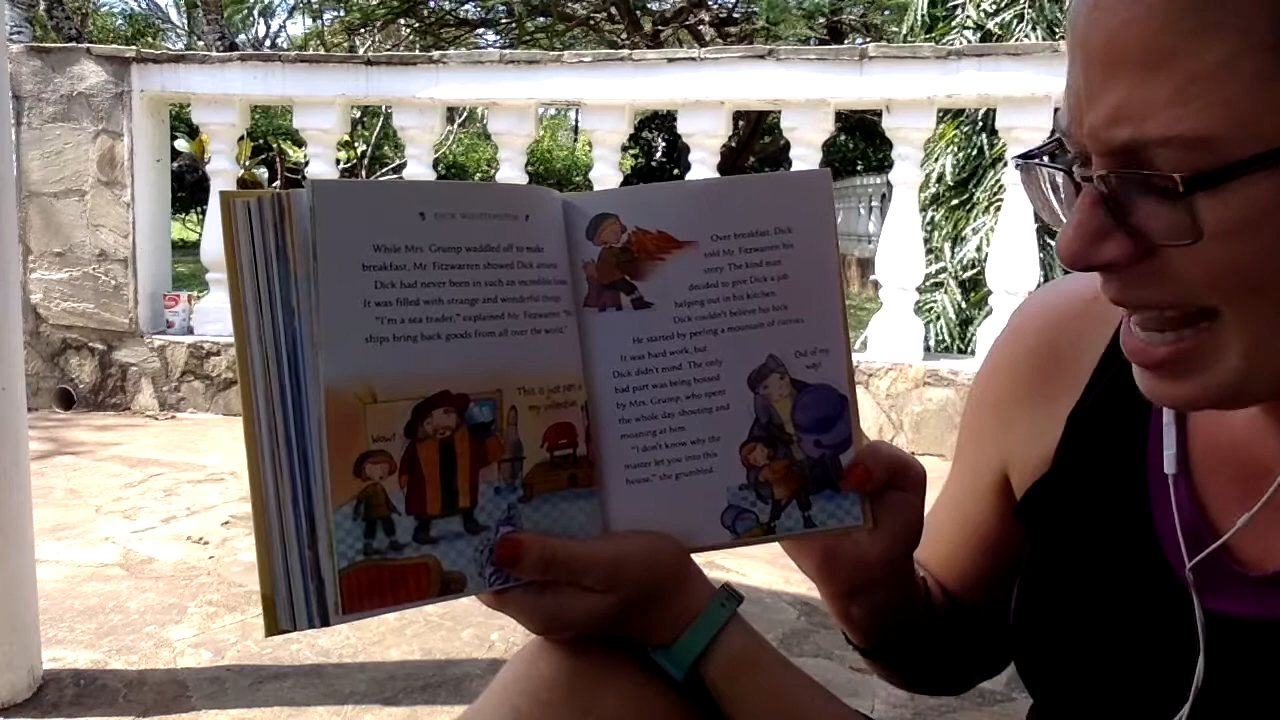 DICK WHITTINGTON
While Mrs. Grump waddled off to make
breakfast, Mr. Fitzwarren showed Dick around.
Dick had never been in such an incredible house.
It was filled with strange and wonderful things.
"I'm a sea trader," explained Mr. Fitzwarren. "My
ships bring back goods from all over the world."
Wow!
This is just part of
my collection.
Over breakfast, Dick
told Mr. Fitzwarren his
story. The kind man
decided to give Dick a job
helping out in his kitchen.
Dick couldn't believe his luck.
He started by peeling a mountain of carrots.
It was hard work, but
Dick didn't mind. The only
bad part was being bossed
by Mrs. Grump, who spent
the whole day shouting and
moaning at him.
"I don't know why the
master let you into this
house," she grumbled.
Out of my
way!